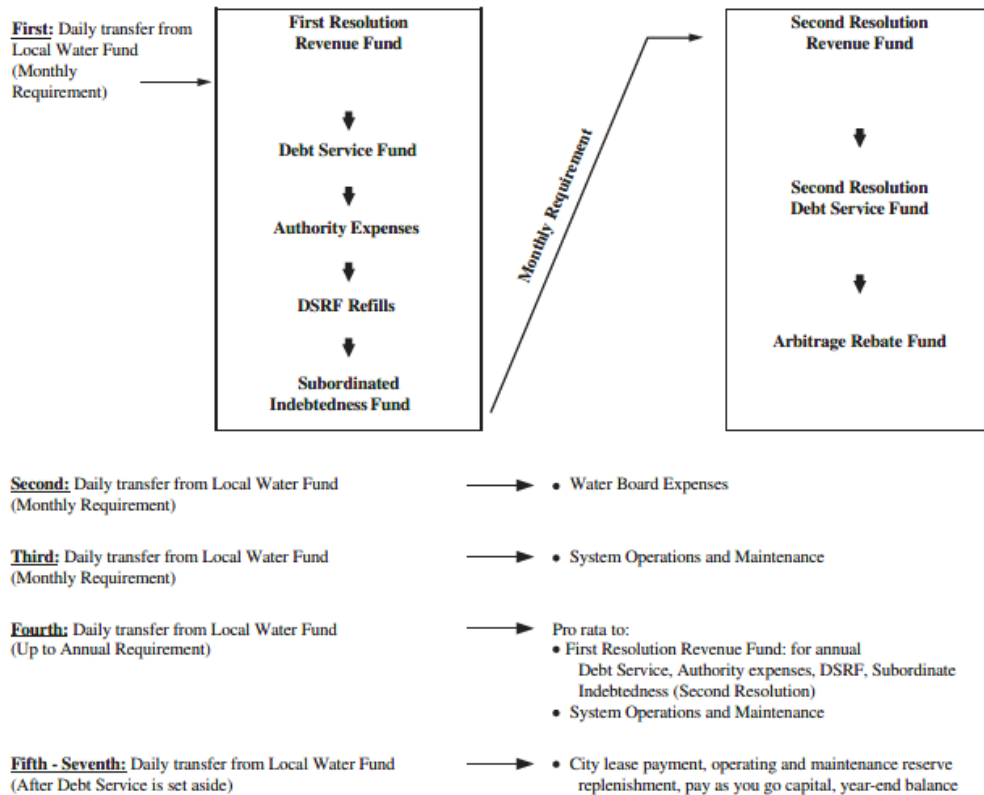 First: Daily transfer from
Local Water Fund
(Monthly
Requirement)
First Resolution
Revenue Fund
Debt Service Fund
Authority Expenses
DSRF Refills
Subordinated
Indebtedness Fund
Monthly Requirement
Second Resolution
Revenue Fund
Second Resolution
Debt Service Fund
Arbitrage Rebate Fund
Second: Daily transfer from Local Water Fund
(Monthly Requirement)
• Water Board Expenses
Third: Daily transfer from Local Water Fund
(Monthly Requirement)
• System Operations and Maintenance
Fourth: Daily transfer from Local Water Fund
(Up to Annual Requirement)
Pro rata to:
• First Resolution Revenue Fund: for annual
Debt Service, Authority expenses, DSRF, Subordinate
Indebtedness (Second Resolution)
• System Operations and Maintenance
Fifth - Seventh: Daily transfer from Local Water Fund
(After Debt Service is set aside)
• City lease payment, operating and maintenance reserve
replenishment, pay as you go capital, year-end balance